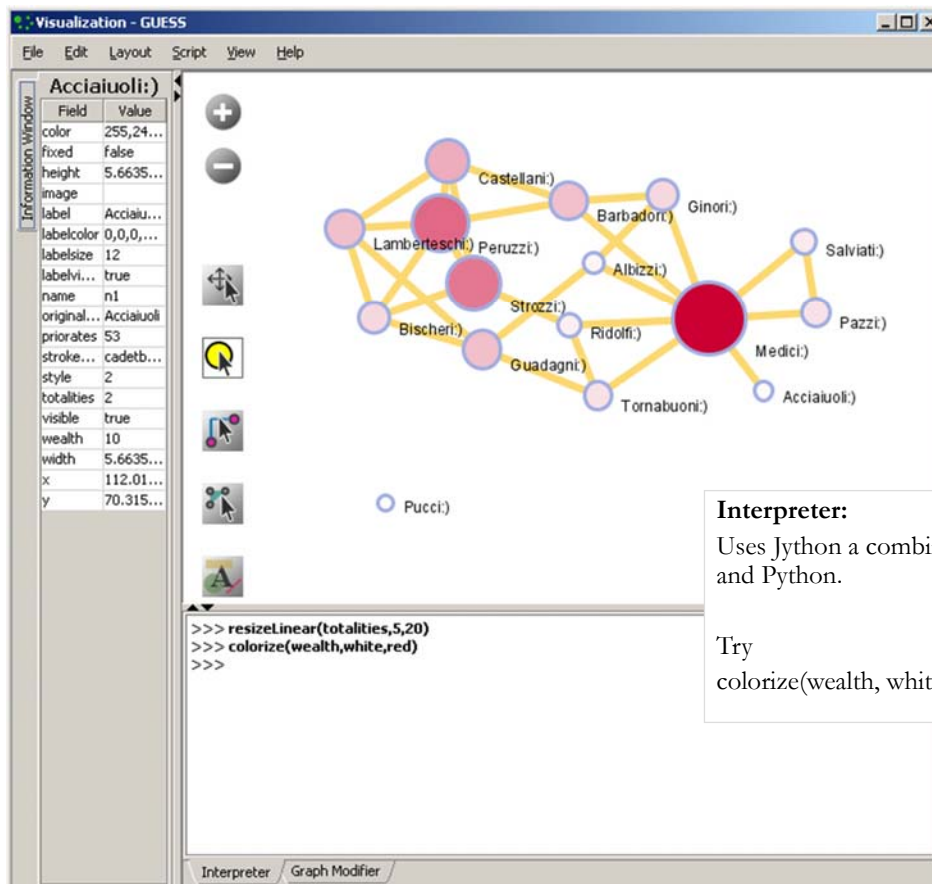 Visualization - GUESS
File Edit Layout Script View Help
Information Window
Acciaiuoli:)
Field Value
color 255,24...
fixed false
height 5.6635...
image
label Acciaiu...
labelcolor 0,0,0,...
labelsize 12
labelvi... true
name n1
original... Acciaiuoli
priorates 53
stroke... cadetb...
style 2
totalities 2
visible true
wealth 10
width 5.6635...
x 112.01...
y 70.315...
Castellani:)
Barbadori:)
Ginori:)
Lamberteschi:)
Peruzzi:)
Salviati:)
Albizzi:)
Strozzi:)
Bischeri:)
Ridolfi:)
Pazzi:)
Guadagni:)
Medici:)
Tornabuoni:)
Acciaiuoli:)
Pucci:)
Interpreter:
Uses Jython a combi
and Python.
Try
colorize(wealth, whit
>>> resizeLinear(totalities,5,20)
>>> colorize(wealth,white,red)
>>>
Interpreter Graph Modifier